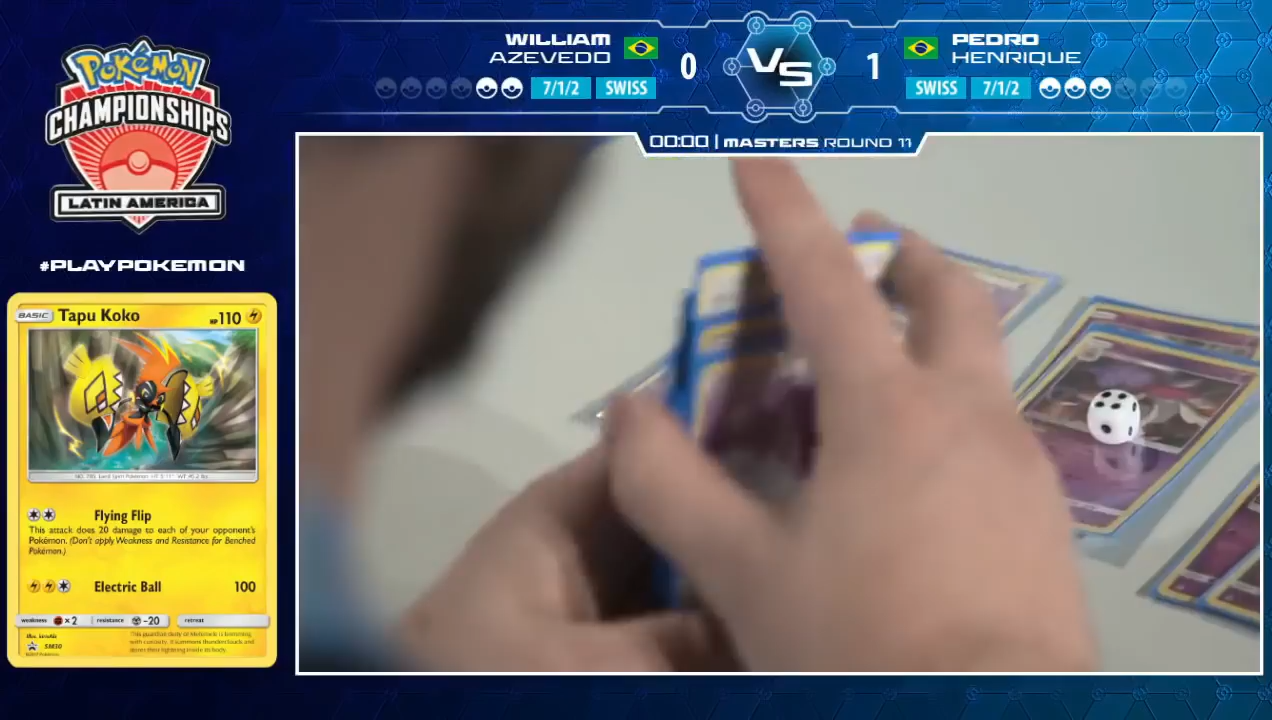 Pokémon
CHAMPIONSHIPS
LATIN AMERICA
#PLAYPOKEMON
WILLIAM
AZEVEDO
0
VS
1
PEDRO
HENRIQUE
7/1/2
SWISS
SWISS
7/1/2
00:00 | MASTERS ROUND 11
BASIC
Tapu Koko
HP110
Flying Flip
This attack does 20 damage to each of your opponent's
Pokémon. (Don't apply Weakness and Resistance for Benched
Pokémon.)
Electric Ball
100
weakness
×2
resistance
-20
retreat
SM30